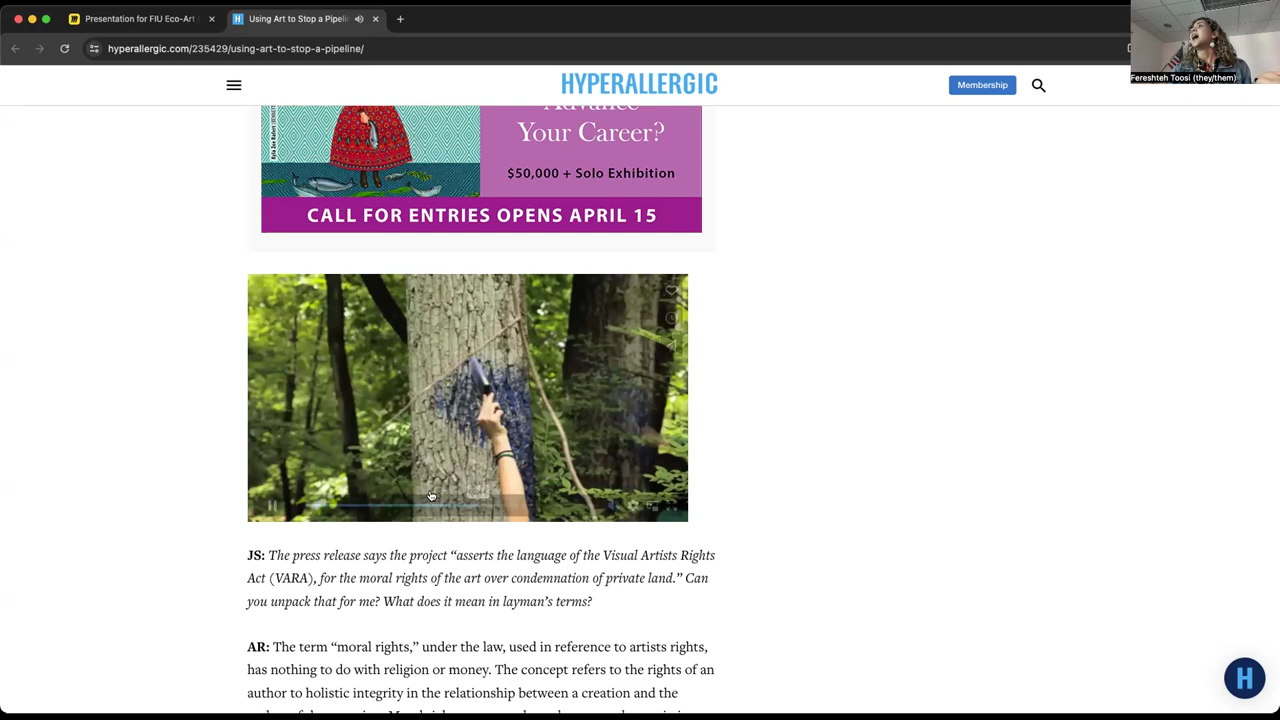 Presentation for FIU Eco-Art
Using Art to Stop a Pipelin
hyperallergic.com/235429/using-art-to-stop-a-pipeline/
Fereshteh Toosi (they/them)
HYPERALLERGIC
Membership
Advance
Your Career?
$50,000 + Solo Exhibition
CALL FOR ENTRIES OPENS APRIL 15
JS: The press release says the project “asserts the language of the Visual Artists Rights
Act (VARA), for the moral rights of the art over condemnation of private land.” Can
you unpack that for me? What does it mean in layman’s terms?
AR: The term “moral rights,” under the law, used in reference to artists rights,
has nothing to do with religion or money. The concept refers to the rights of an
author to holistic integrity in the relationship between a creation and the
H